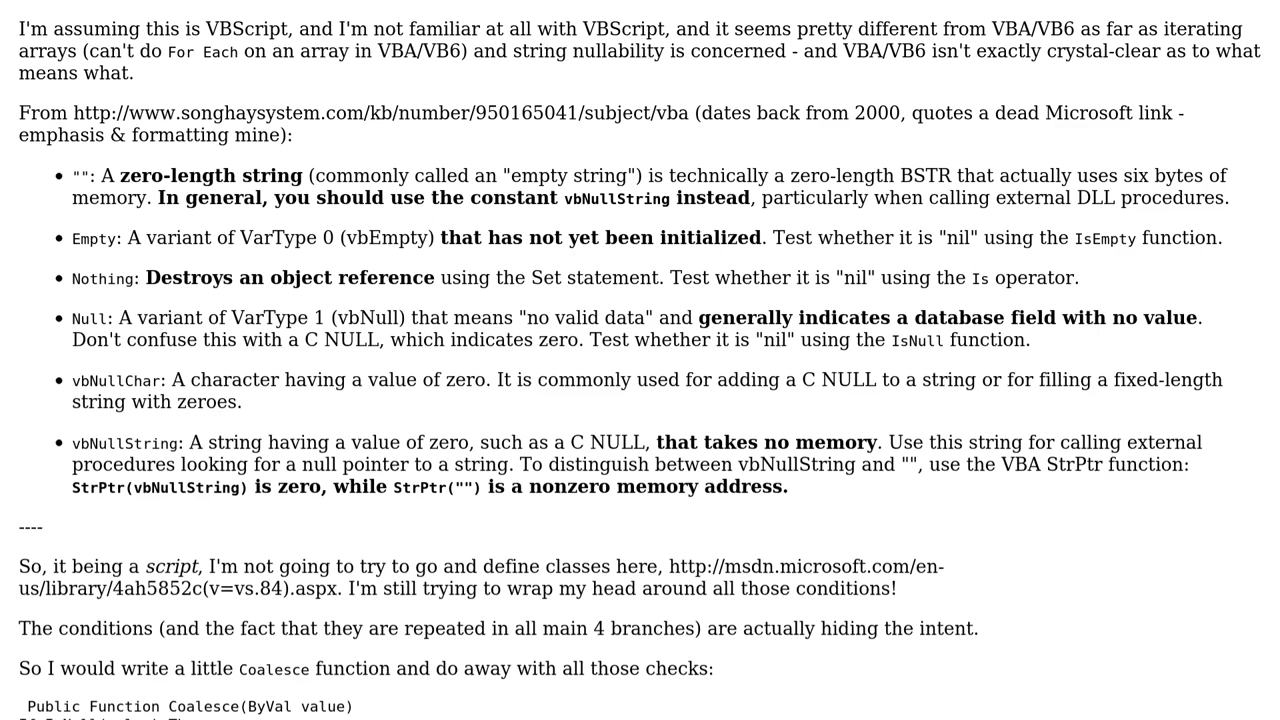 I'm assuming this is VBScript, and I'm not familiar at all with VBScript, and it seems pretty different from VBA/VB6 as far as iterating
arrays (can't do For Each on an array in VBA/VB6) and string nullability is concerned - and VBA/VB6 isn't exactly crystal-clear as to what
means what.
From http://www.songhaysystem.com/kb/number/950165041/subject/vba (dates back from 2000, quotes a dead Microsoft link -
emphasis & formatting mine):
• "": A zero-length string (commonly called an "empty string") is technically a zero-length BSTR that actually uses six bytes of
memory. In general, you should use the constant vbNullString instead, particularly when calling external DLL procedures.
• Empty: A variant of VarType 0 (vbEmpty) that has not yet been initialized. Test whether it is "nil" using the IsEmpty function.
• Nothing: Destroys an object reference using the Set statement. Test whether it is "nil" using the Is operator.
• Null: A variant of VarType 1 (vbNull) that means "no valid data" and generally indicates a database field with no value.
Don't confuse this with a C NULL, which indicates zero. Test whether it is "nil" using the IsNull function.
• vbNullChar: A character having a value of zero. It is commonly used for adding a C NULL to a string or for filling a fixed-length
string with zeroes.
• vbNullString: A string having a value of zero, such as a C NULL, that takes no memory. Use this string for calling external
procedures looking for a null pointer to a string. To distinguish between vbNullString and "", use the VBA StrPtr function:
StrPtr(vbNullString) is zero, while StrPtr("") is a nonzero memory address.
----
So, it being a script, I'm not going to try to go and define classes here, http://msdn.microsoft.com/en-
us/library/4ah5852c(v=vs.84).aspx. I'm still trying to wrap my head around all those conditions!
The conditions (and the fact that they are repeated in all main 4 branches) are actually hiding the intent.
So I would write a little Coalesce function and do away with all those checks:
Public Function Coalesce(ByVal value)